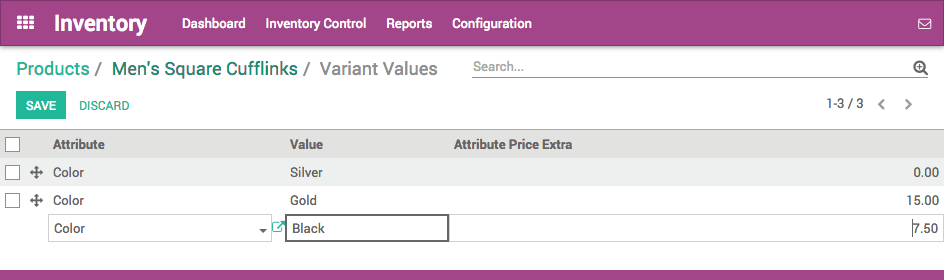 Inventory Dashboard Inventory Control Reports Configuration
Products / Men's Square Cufflinks / Variant Values Search...
SAVE DISCARD 1-3 / 3
Attribute Value Attribute Price Extra
Color Silver 0.00
Color Gold 15.00
Color Black 7.50